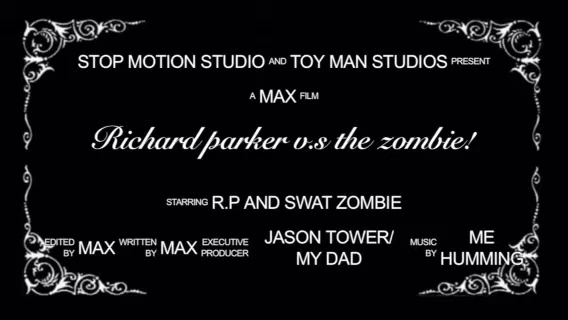 STOP MOTION STUDIO AND TOY MAN STUDIOS PRESENT
A MAX FILM
Richard parker v.s the zombie!
STARRING R.P AND SWAT ZOMBIE
EDITED BY MAX WRITTEN BY MAX EXECUTIVE PRODUCER JASON TOWER/ MY DAD MUSIC BY ME HUMMING